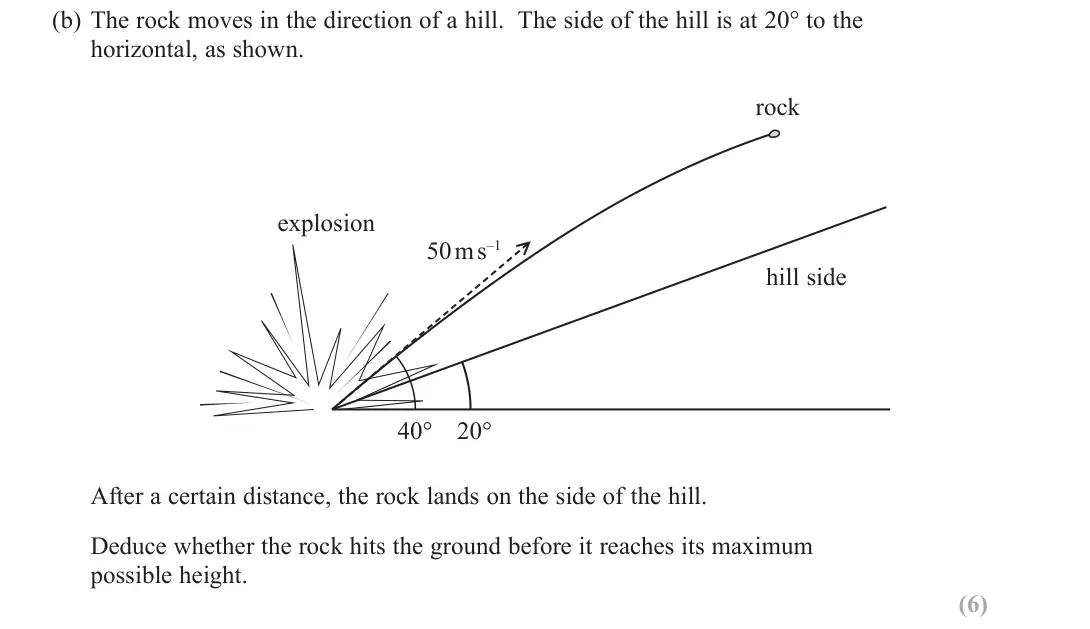 (b) The rock moves in the direction of a hill. The side of the hill is at 20° to the
horizontal, as shown.
rock
explosion
50 m s⁻¹
hill side
40° 20°
After a certain distance, the rock lands on the side of the hill.
Deduce whether the rock hits the ground before it reaches its maximum
possible height.
(6)